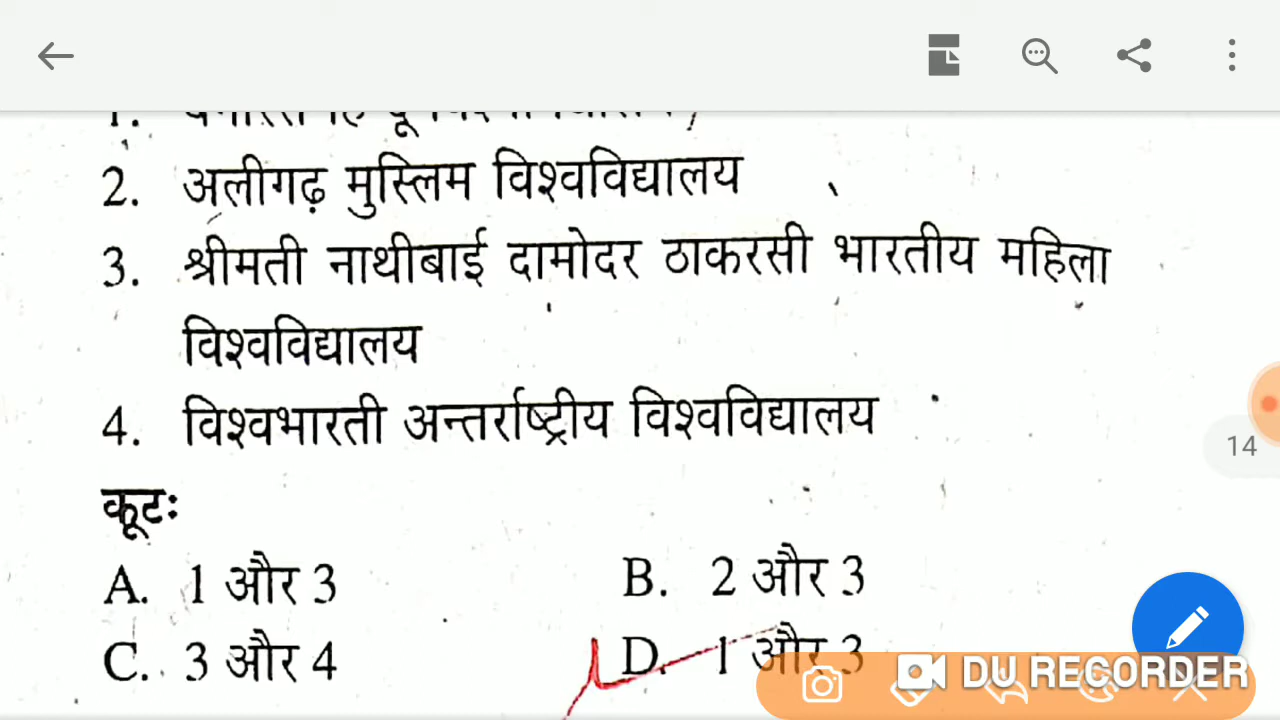 1.
2. अलीगढ़ मुस्लिम विश्वविद्यालय
3. श्रीमती नाथीबाई दामोदर ठाकरसी भारतीय महिला
विश्वविद्यालय
4. विश्वभारती अन्तर्राष्ट्रीय विश्वविद्यालय
14
कूटः
A. 1 और 3 B. 2 और 3
C. 3 और 4 D. 1 और 3
DU RECORDER